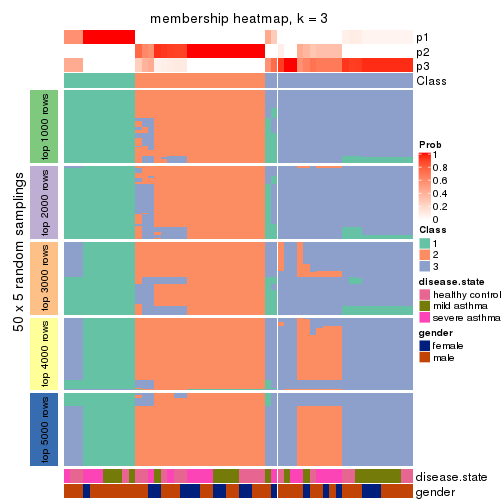 membership heatmap, k = 3
p1
p2
p3
Class
50 x 5 random samplings
top 1000 rows
top 2000 rows
top 3000 rows
top 4000 rows
top 5000 rows
Prob
1
0.8
0.6
0.4
0.2
0
Class
1
2
3
disease.state
healthy control
mild asthma
severe asthma
gender
female
male
disease.state
gender